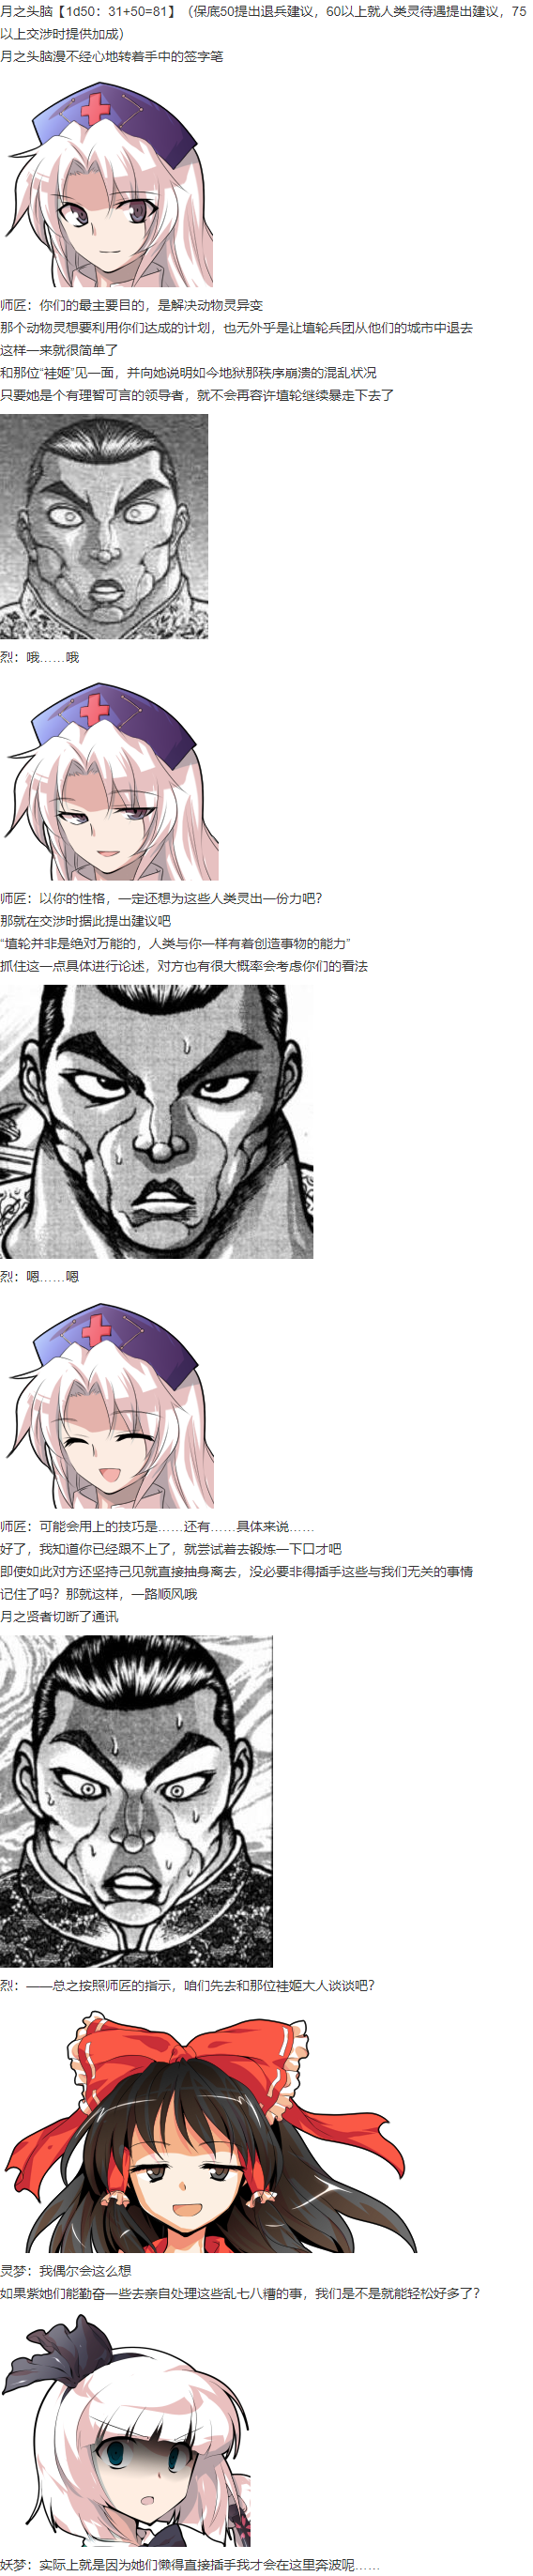 月之头脑【1d50：31+50=81】（保底50提出退兵建议，60以上就人类灵待遇提出建议，75
以上交涉时提供加成）
月之头脑漫不经心地转着手中的签字笔
师匠：你们的最主要目的，是解决动物灵异变
那个动物灵想要利用你们达成的计划，也无外乎是让埴轮兵团从他们的城市中退去
这样一来就很简单了
和那位“袿姬”见一面，并向她说明如今地狱那秩序崩溃的混乱状况
只要她是个有理智可言的领导者，就不会再容许埴轮继续暴走下去了
烈：哦……哦
师匠：以你的性格，一定还想为这些人类灵出一份力吧？
那就在交涉时据此提出建议吧
“埴轮并非是绝对万能的，人类与你一样有着创造事物的能力”
抓住这一点具体进行论述，对方也有很大概率会考虑你们的看法
烈：嗯……嗯
师匠：可能会用上的技巧是……还有……具体来说……
好了，我知道你已经跟不上了，就尝试着去锻炼一下口才吧
即使如此对方还坚持己见就直接抽身离去，没必要非得插手这些与我们无关的事情
记住了吗？那就这样，一路顺风哦
月之贤者切断了通讯
烈：——总之按照师匠的指示，咱们先去和那位袿姬大人谈谈吧？
灵梦：我偶尔会这么想
如果紫她们能勤奋一些去亲自处理这些乱七八糟的事，我们是不是就能轻松好多了？
妖梦：实际上就是因为她们懒得直接插手我才会在这里奔波呢……